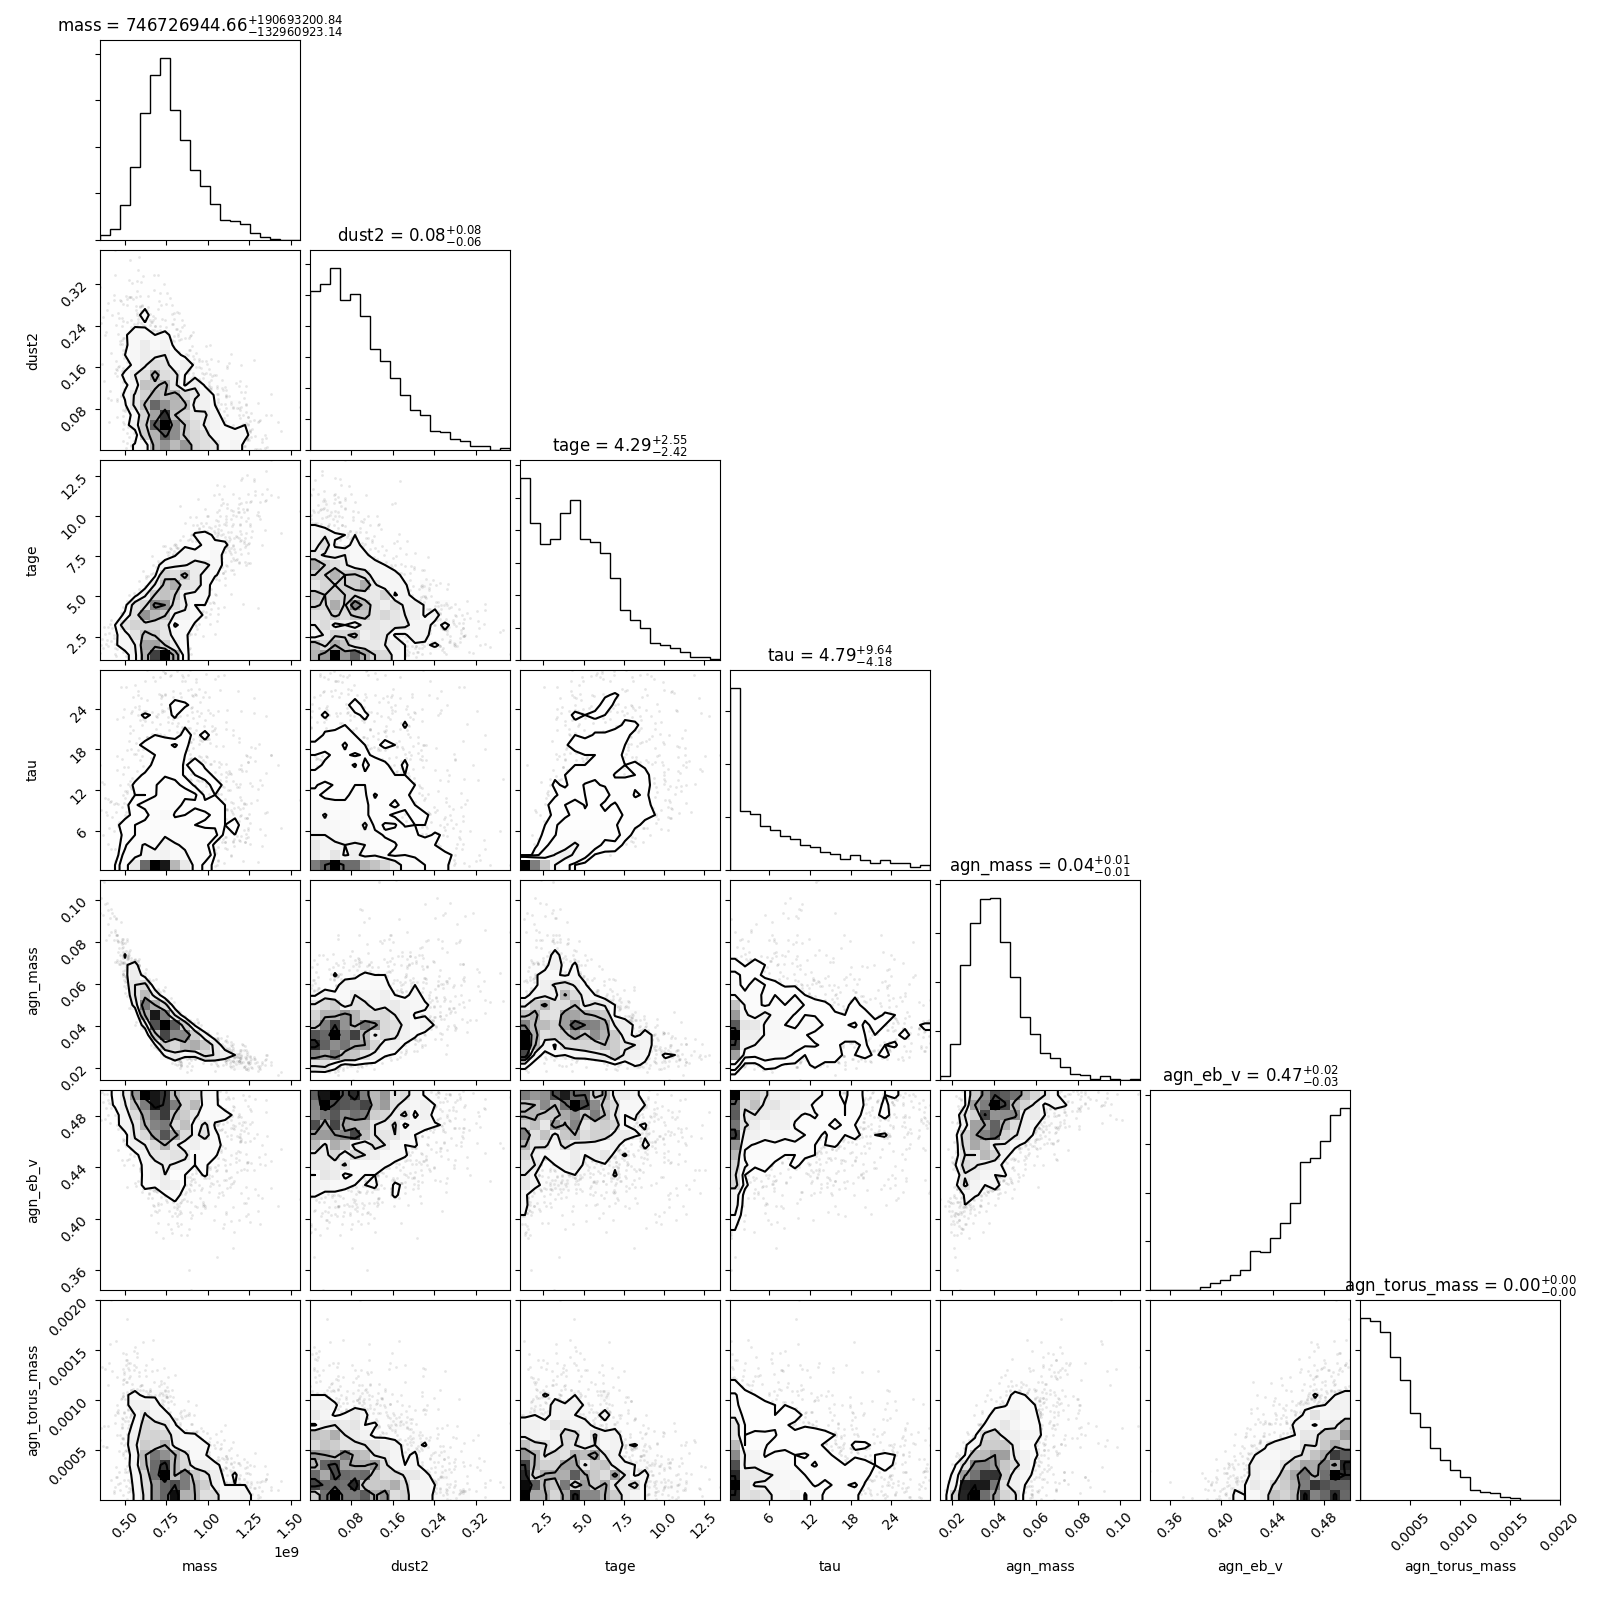 mass = 746726944.66+190693200.84 −132960923.14
dust2 = 0.08+0.08 −0.06
0.32
0.24
0.16
0.08
dust2
tage = 4.29+2.55 −2.42
12.5
10.0
7.5
5.0
2.5
tage
tau = 4.79+9.64 −4.18
24
18
12
6
tau
agn_mass = 0.04+0.01 −0.01
0.10
0.08
0.06
0.04
0.02
agn_mass
agn_eb_v = 0.47+0.02 −0.03
0.48
0.44
0.40
0.36
agn_eb_v
agn_torus_mass = 0.00+0.00 −0.00
0.0020
0.0015
0.0010
0.0005
agn_torus_mass
0.50 0.75 1.00 1.25 1.50 0.08 0.16 0.24 0.32 2.5 5.0 7.5 10.0 12.5 6 12 18 24 0.02 0.04 0.06 0.08 0.10 0.36 0.40 0.44 0.48 0.0005 0.0010 0.0015 0.0020
1e9
mass dust2 tage tau agn_mass agn_eb_v agn_torus_mass